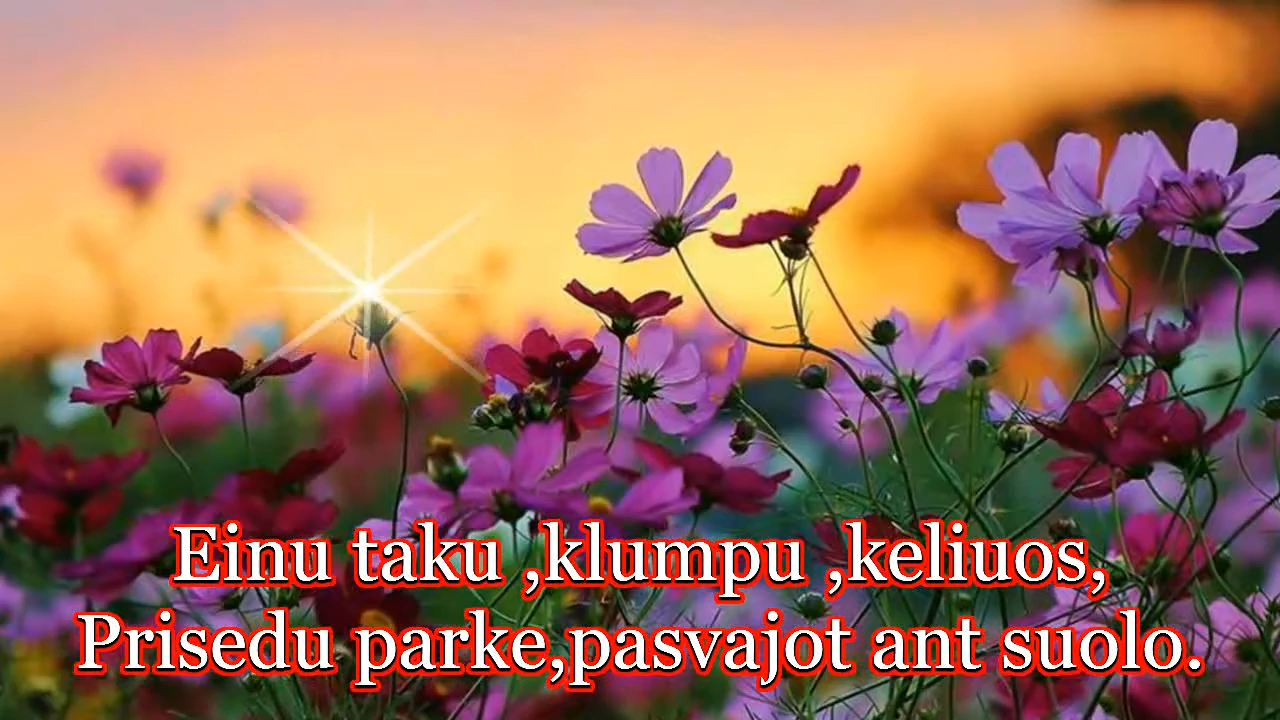 Einu taku ,klumpu ,keliuos,
Prisedu parke,pasvajot ant suolo.